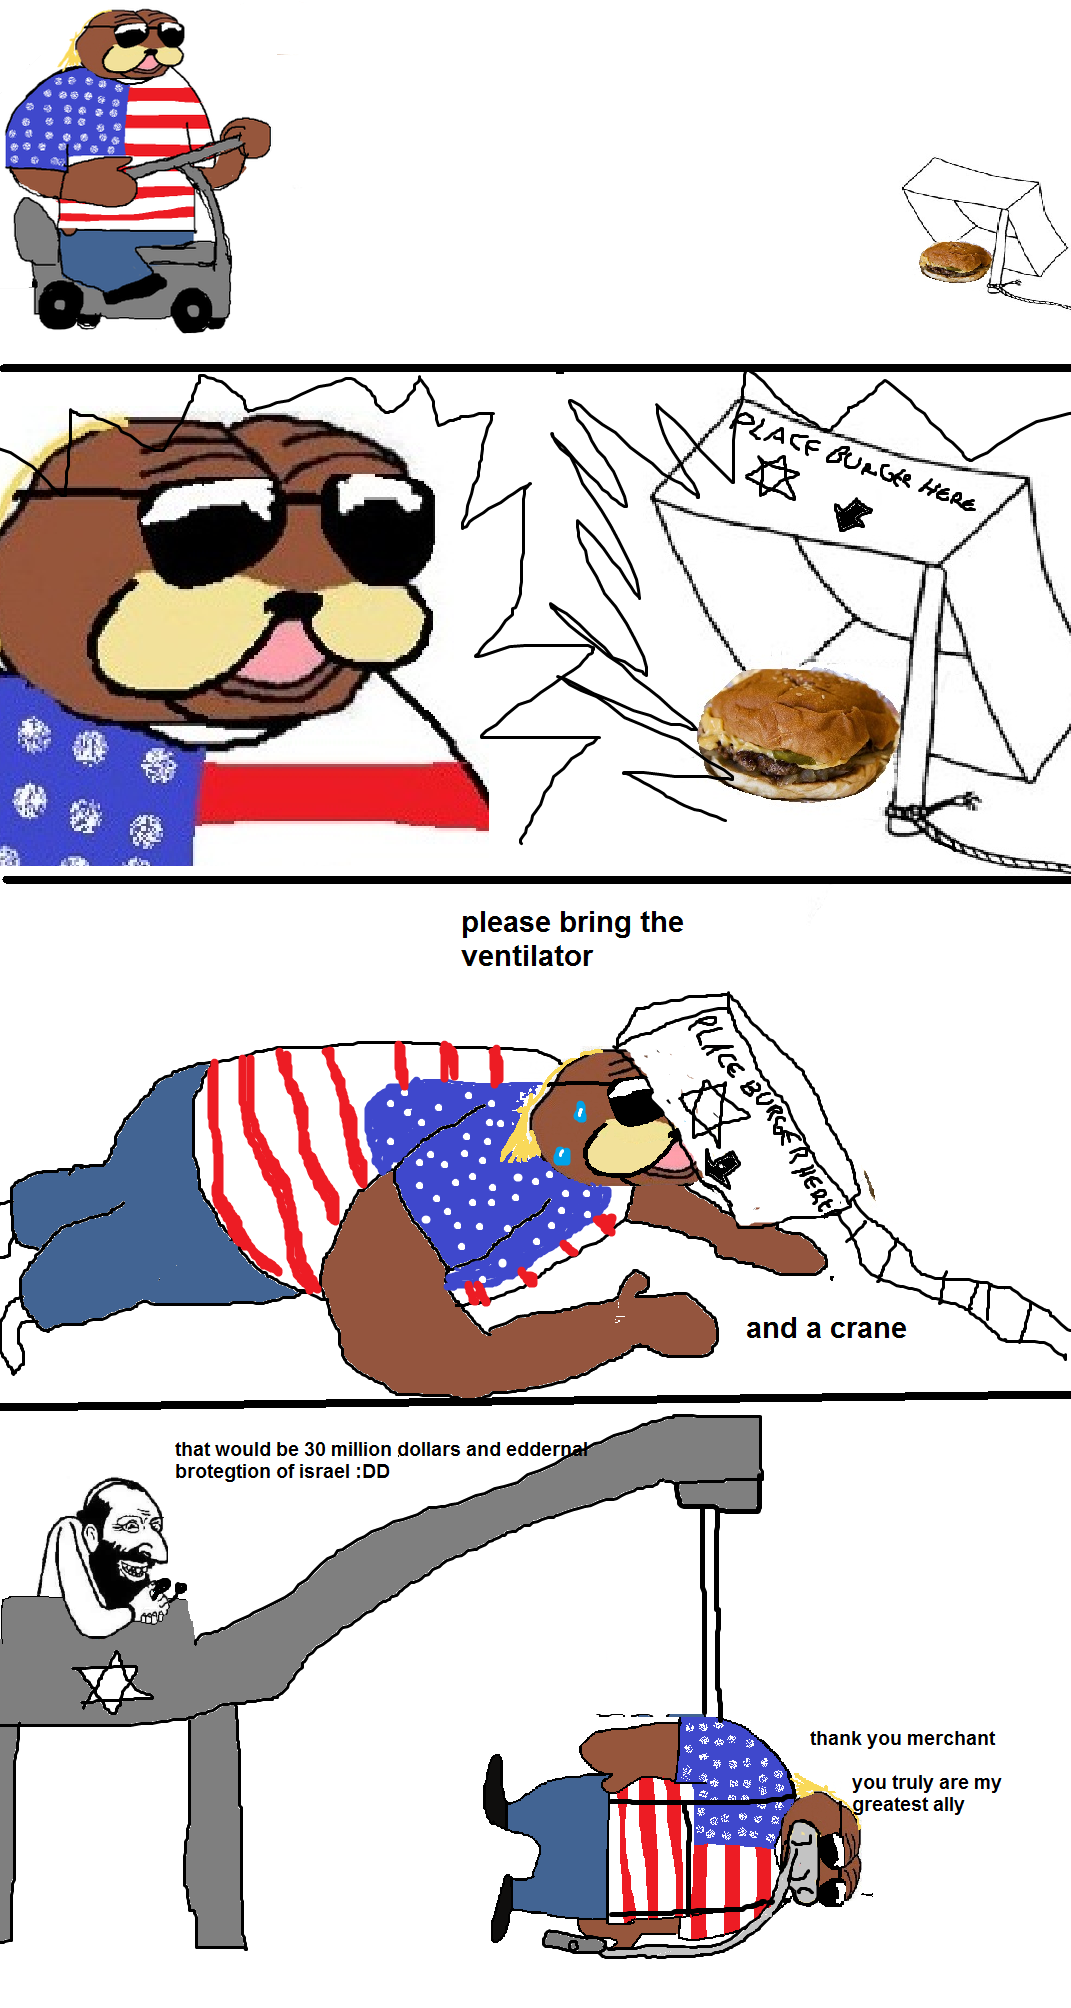 PLACE BURGER HERE
please bring the
ventilator
PLACE BURGER HERE
and a crane
that would be 30 million dollars and eddernal
brotegtion of israel :DD
thank you merchant
you truly are my
greatest ally